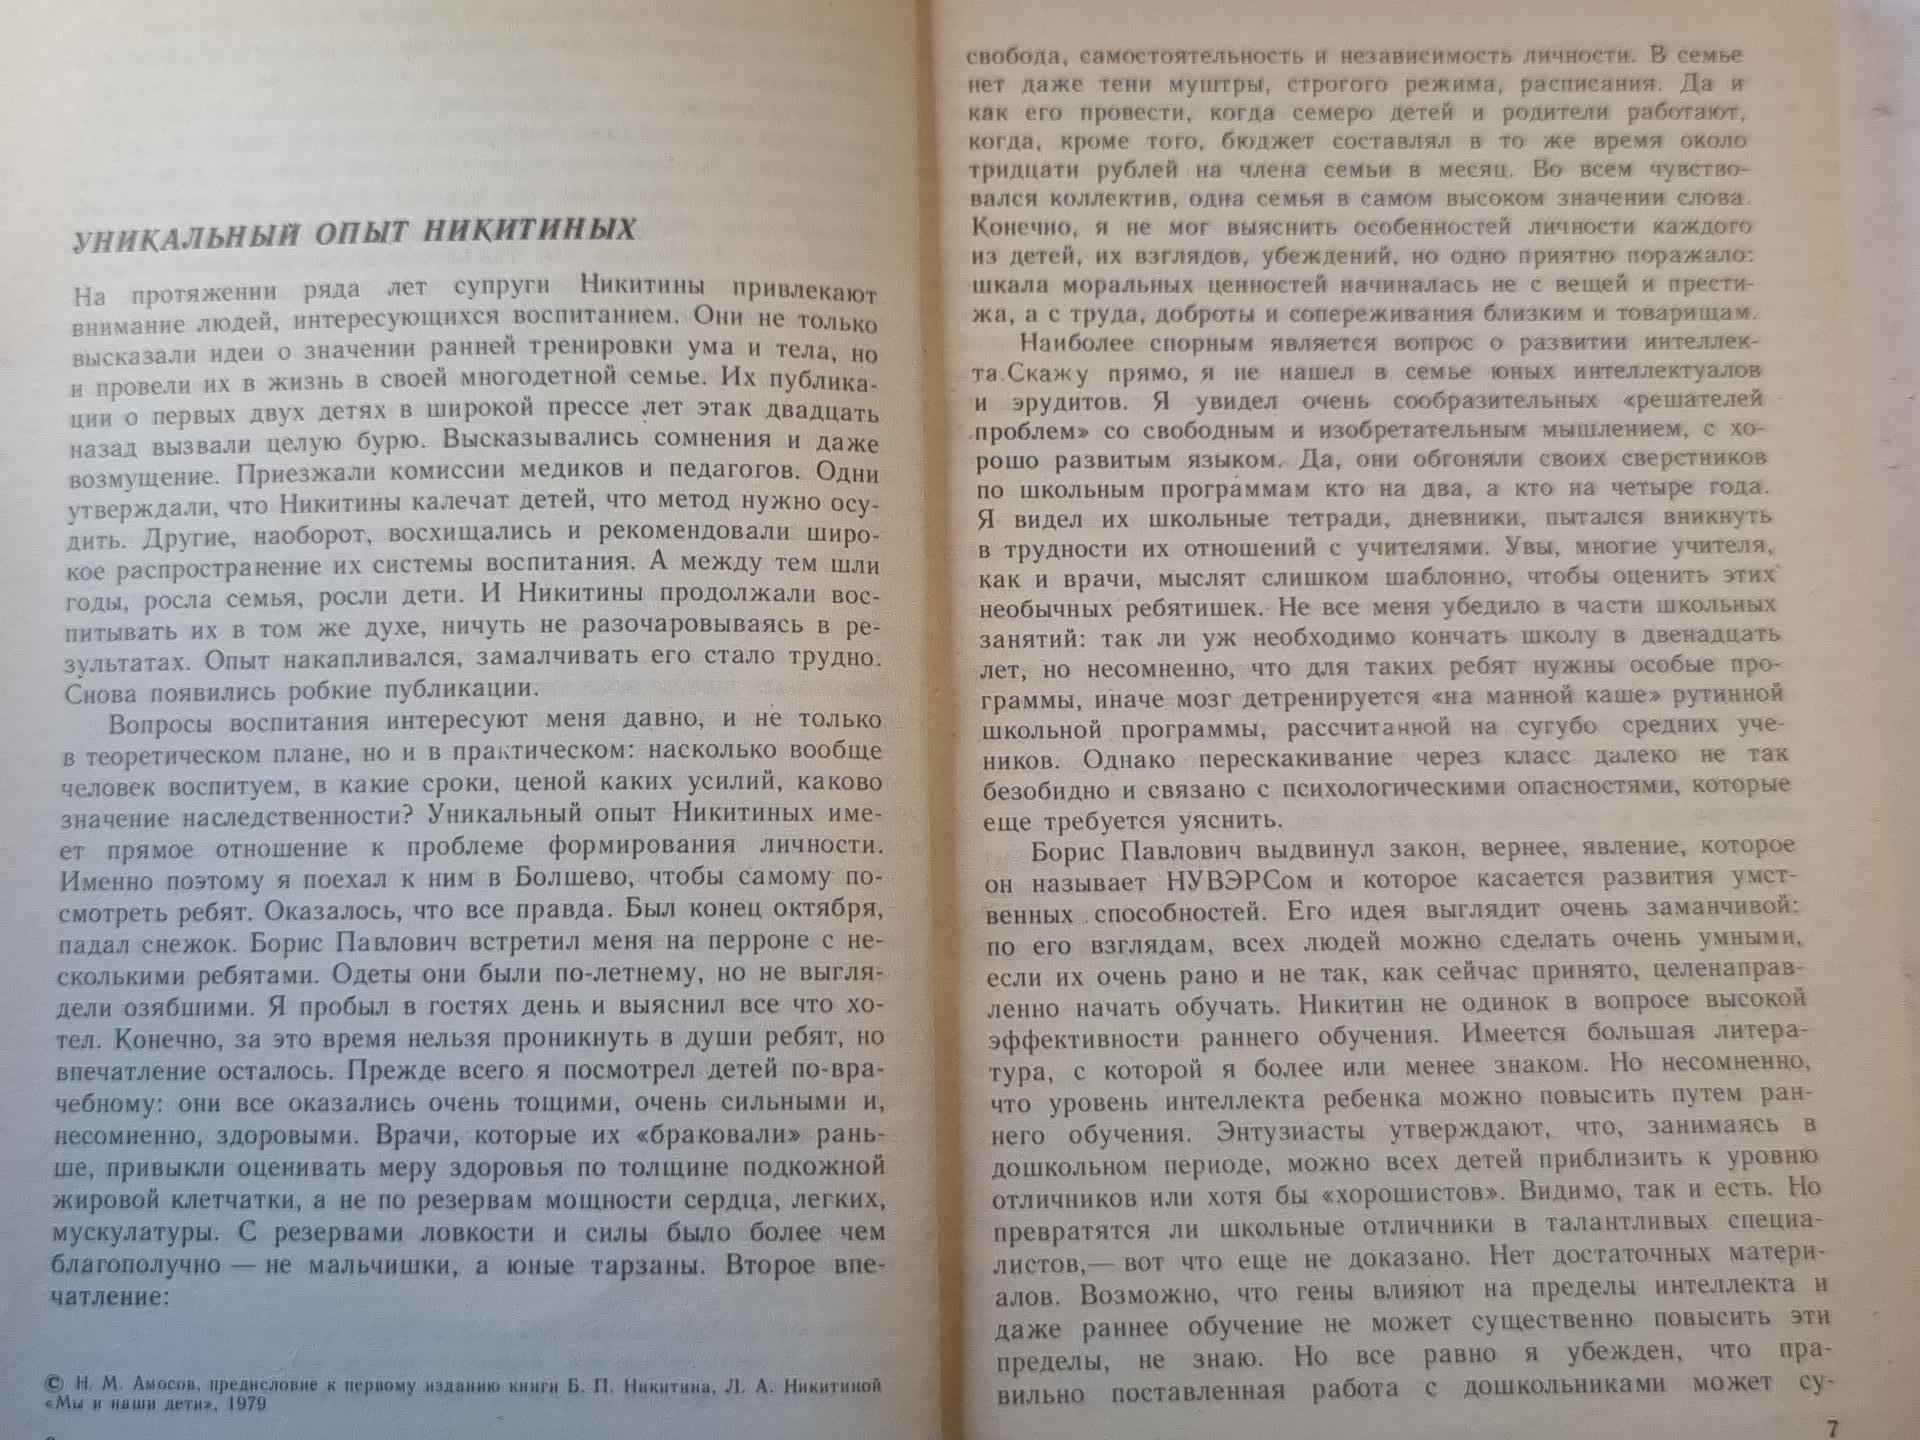 УНИКАЛЬНЫЙ ОПЫТ НИКИТИНЫХ
На протяжении ряда лет супруги Никитины привлекают
внимание людей, интересующихся воспитанием. Они не только
высказали идеи о значении ранней тренировки ума и тела, но
и провели их в жизнь в своей многодетной семье. Их публика-
ции о первых двух детях в широкой прессе лет этак двадцать
назад вызвали целую бурю. Высказывались сомнения и даже
возмущение. Приезжали комиссии медиков и педагогов. Одни
утверждали, что Никитины калечат детей, что метод нужно осу-
дить. Другие, наоборот, восхищались и рекомендовали широ-
кое распространение их системы воспитания. А между тем шли
годы, росла семья, росли дети. И Никитины продолжали вос-
питывать их в том же духе, ничуть не разочаровываясь в ре-
зультатах. Опыт накапливался, замалчивать его стало трудно.
Снова появились робкие публикации.
Вопросы воспитания интересуют меня давно, и не только
в теоретическом плане, но и в практическом: насколько вообще
человек воспитуем, в какие сроки, ценой каких усилий, каково
значение наследственности? Уникальный опыт Никитиных име-
ет прямое отношение к проблеме формирования личности.
Именно поэтому я поехал к ним в Болшево, чтобы самому по-
смотреть ребят. Оказалось, что все правда. Был конец октября,
падал снежок. Борис Павлович встретил меня на перроне с не-
сколькими ребятами. Одеты они были по-летнему, но не выгля-
дели озябшими. Я пробыл в гостях день и выяснил все что хо-
тел. Конечно, за это время нельзя проникнуть в души ребят, но
впечатление осталось. Прежде всего я посмотрел детей по-вра-
чебному: они все оказались очень тощими, очень сильными и,
несомненно, здоровыми. Врачи, которые их «браковали» рань-
ше, привыкли оценивать меру здоровья по толщине подкожной
жировой клетчатки, а не по резервам мощности сердца, легких,
мускулатуры. С резервами ловкости и силы было более чем
благополучно — не мальчишки, а юные тарзаны. Второе впе-
чатление:
© Н. М. Амосов, предисловие к первому изданию книги Б. П. Никитина, Л. А. Никитиной
«Мы и наши дети», 1979
свобода, самостоятельность и независимость личности. В семье
нет даже тени муштры, строгого режима, расписания. Да и
как его провести, когда семеро детей и родители работают,
когда, кроме того, бюджет составлял в то же время около
тридцати рублей на члена семьи в месяц. Во всем чувство-
вался коллектив, одна семья в самом высоком значении слова.
Конечно, я не мог выяснить особенностей личности каждого
из детей, их взглядов, убеждений, но одно приятно поражало:
шкала моральных ценностей начиналась не с вещей и прести-
жа, а с труда, доброты и сопереживания близким и товарищам.
Наиболее спорным является вопрос о развитии интеллек-
та.Скажу прямо, я не нашел в семье юных интеллектуалов
и эрудитов. Я увидел очень сообразительных «решателей
проблем» со свободным и изобретательным мышлением, с хо-
рошо развитым языком. Да, они обгоняли своих сверстников
по школьным программам кто на два, а кто на четыре года.
Я видел их школьные тетради, дневники, пытался вникнуть
в трудности их отношений с учителями. Увы, многие учителя,
как и врачи, мыслят слишком шаблонно, чтобы оценить этих
необычных ребятишек. Не все меня убедило в части школьных
занятий: так ли уж необходимо кончать школу в двенадцать
лет, но несомненно, что для таких ребят нужны особые про-
граммы, иначе мозг детренируется «на манной каше» рутинной
школьной программы, рассчитанной на сугубо средних уче-
ников. Однако перескакивание через класс далеко не так
безобидно и связано с психологическими опасностями, которые
еще требуется уяснить.
Борис Павлович выдвинул закон, вернее, явление, которое
он называет НУВЭРСом и которое касается развития умст-
венных способностей. Его идея выглядит очень заманчивой:
по его взглядам, всех людей можно сделать очень умными,
если их очень рано и не так, как сейчас принято, целенаправ-
ленно начать обучать. Никитин не одинок в вопросе высокой
эффективности раннего обучения. Имеется большая литера-
тура, с которой я более или менее знаком. Но несомненно,
что уровень интеллекта ребенка можно повысить путем ран-
него обучения. Энтузиасты утверждают, что, занимаясь в
дошкольном периоде, можно всех детей приблизить к уровню
отличников или хотя бы «хорошистов». Видимо, так и есть. Но
превратятся ли школьные отличники в талантливых специа-
листов,— вот что еще не доказано. Нет достаточных матери-
алов. Возможно, что гены влияют на пределы интеллекта и
даже раннее обучение не может существенно повысить эти
пределы, не знаю. Но все равно я убежден, что пра-
вильно поставленная работа с дошкольниками может су-
7